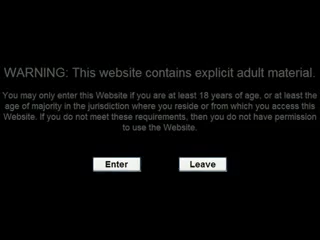 WARNING: This website contains explicit adult material.
You may only enter this Website if you are at least 18 years of age, or at least the
age of majority in the jurisdiction where you reside or from which you access this
Website. If you do not meet these requirements, then you do not have permission
to use the Website.
Enter Leave